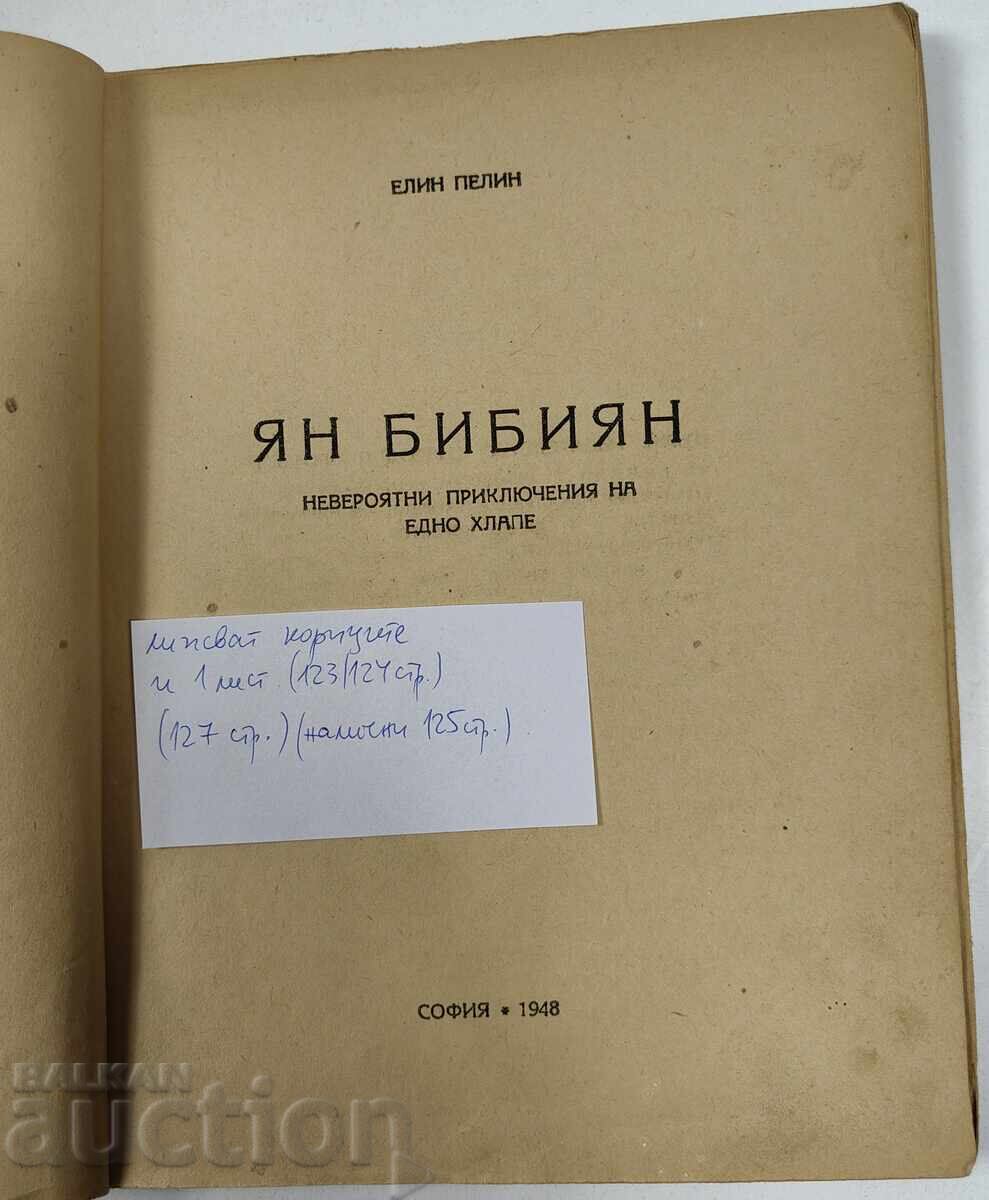 ЕЛИН ПЕЛИН
ЯН БИБИЯН
НЕВЕРОЯТНИ ПРИКЛЮЧЕНИЯ НА
ЕДНО ХЛАПЕ
липсват кориците
и 1 лист (123/124 стр.)
(127 стр.) (налични 125 стр.)
СОФИЯ * 1948
BALKAN
auction